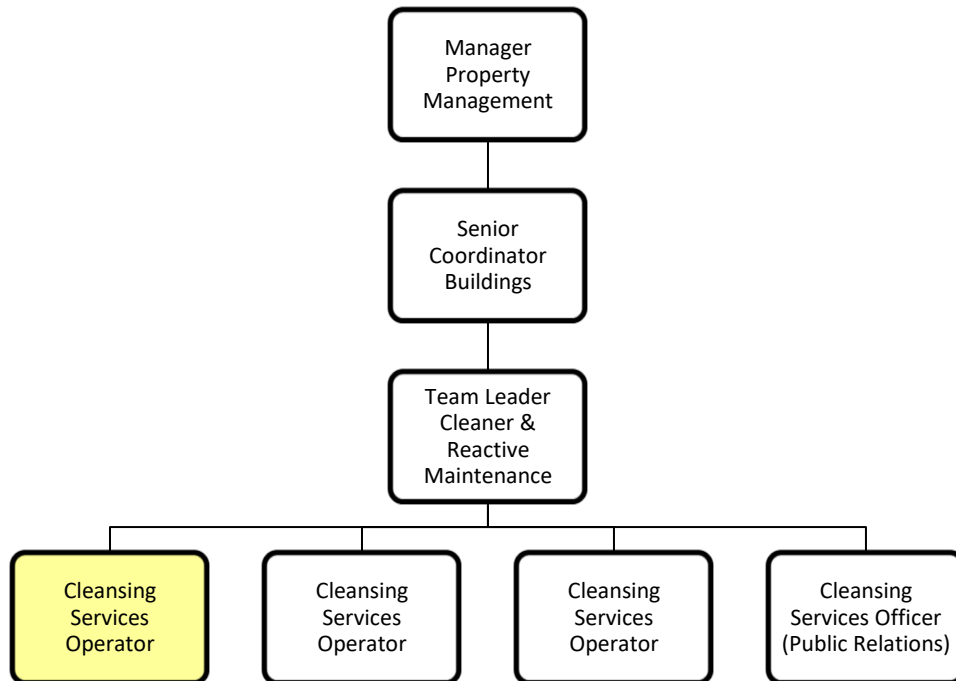 Manager
Property
Management
Senior
Coordinator
Buildings
Team Leader
Cleaner &
Reactive
Maintenance
Cleansing
Services
Operator
Cleansing
Services
Operator
Cleansing
Services
Operator
Cleansing
Services Officer
(Public Relations)